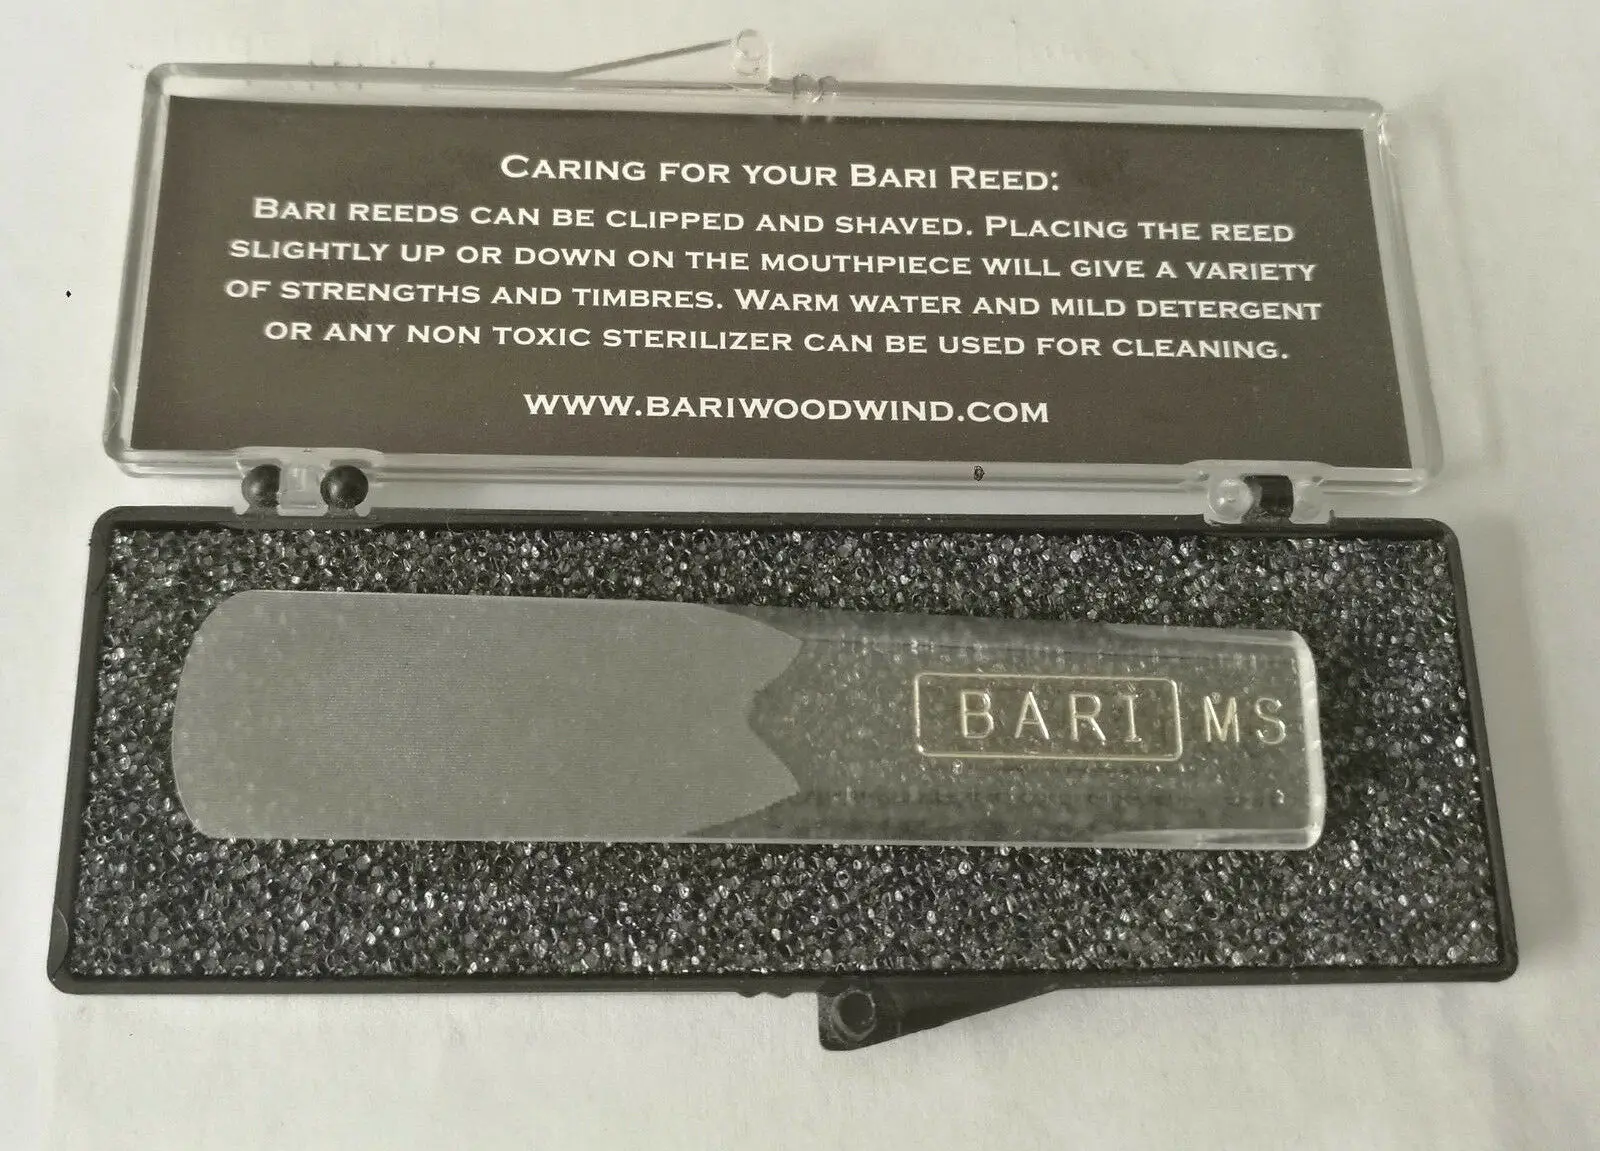 CARING FOR YOUR BARI REED:
BARI REEDS CAN BE CLIPPED AND SHAVED. PLACING THE REED
SLIGHTLY UP OR DOWN ON THE MOUTHPIECE WILL GIVE A VARIETY
OF STRENGTHS AND TIMBRES. WARM WATER AND MILD DETERGENT
OR ANY NON TOXIC STERILIZER CAN BE USED FOR CLEANING.
WWW.BARIWOODWIND.COM
BARI MS